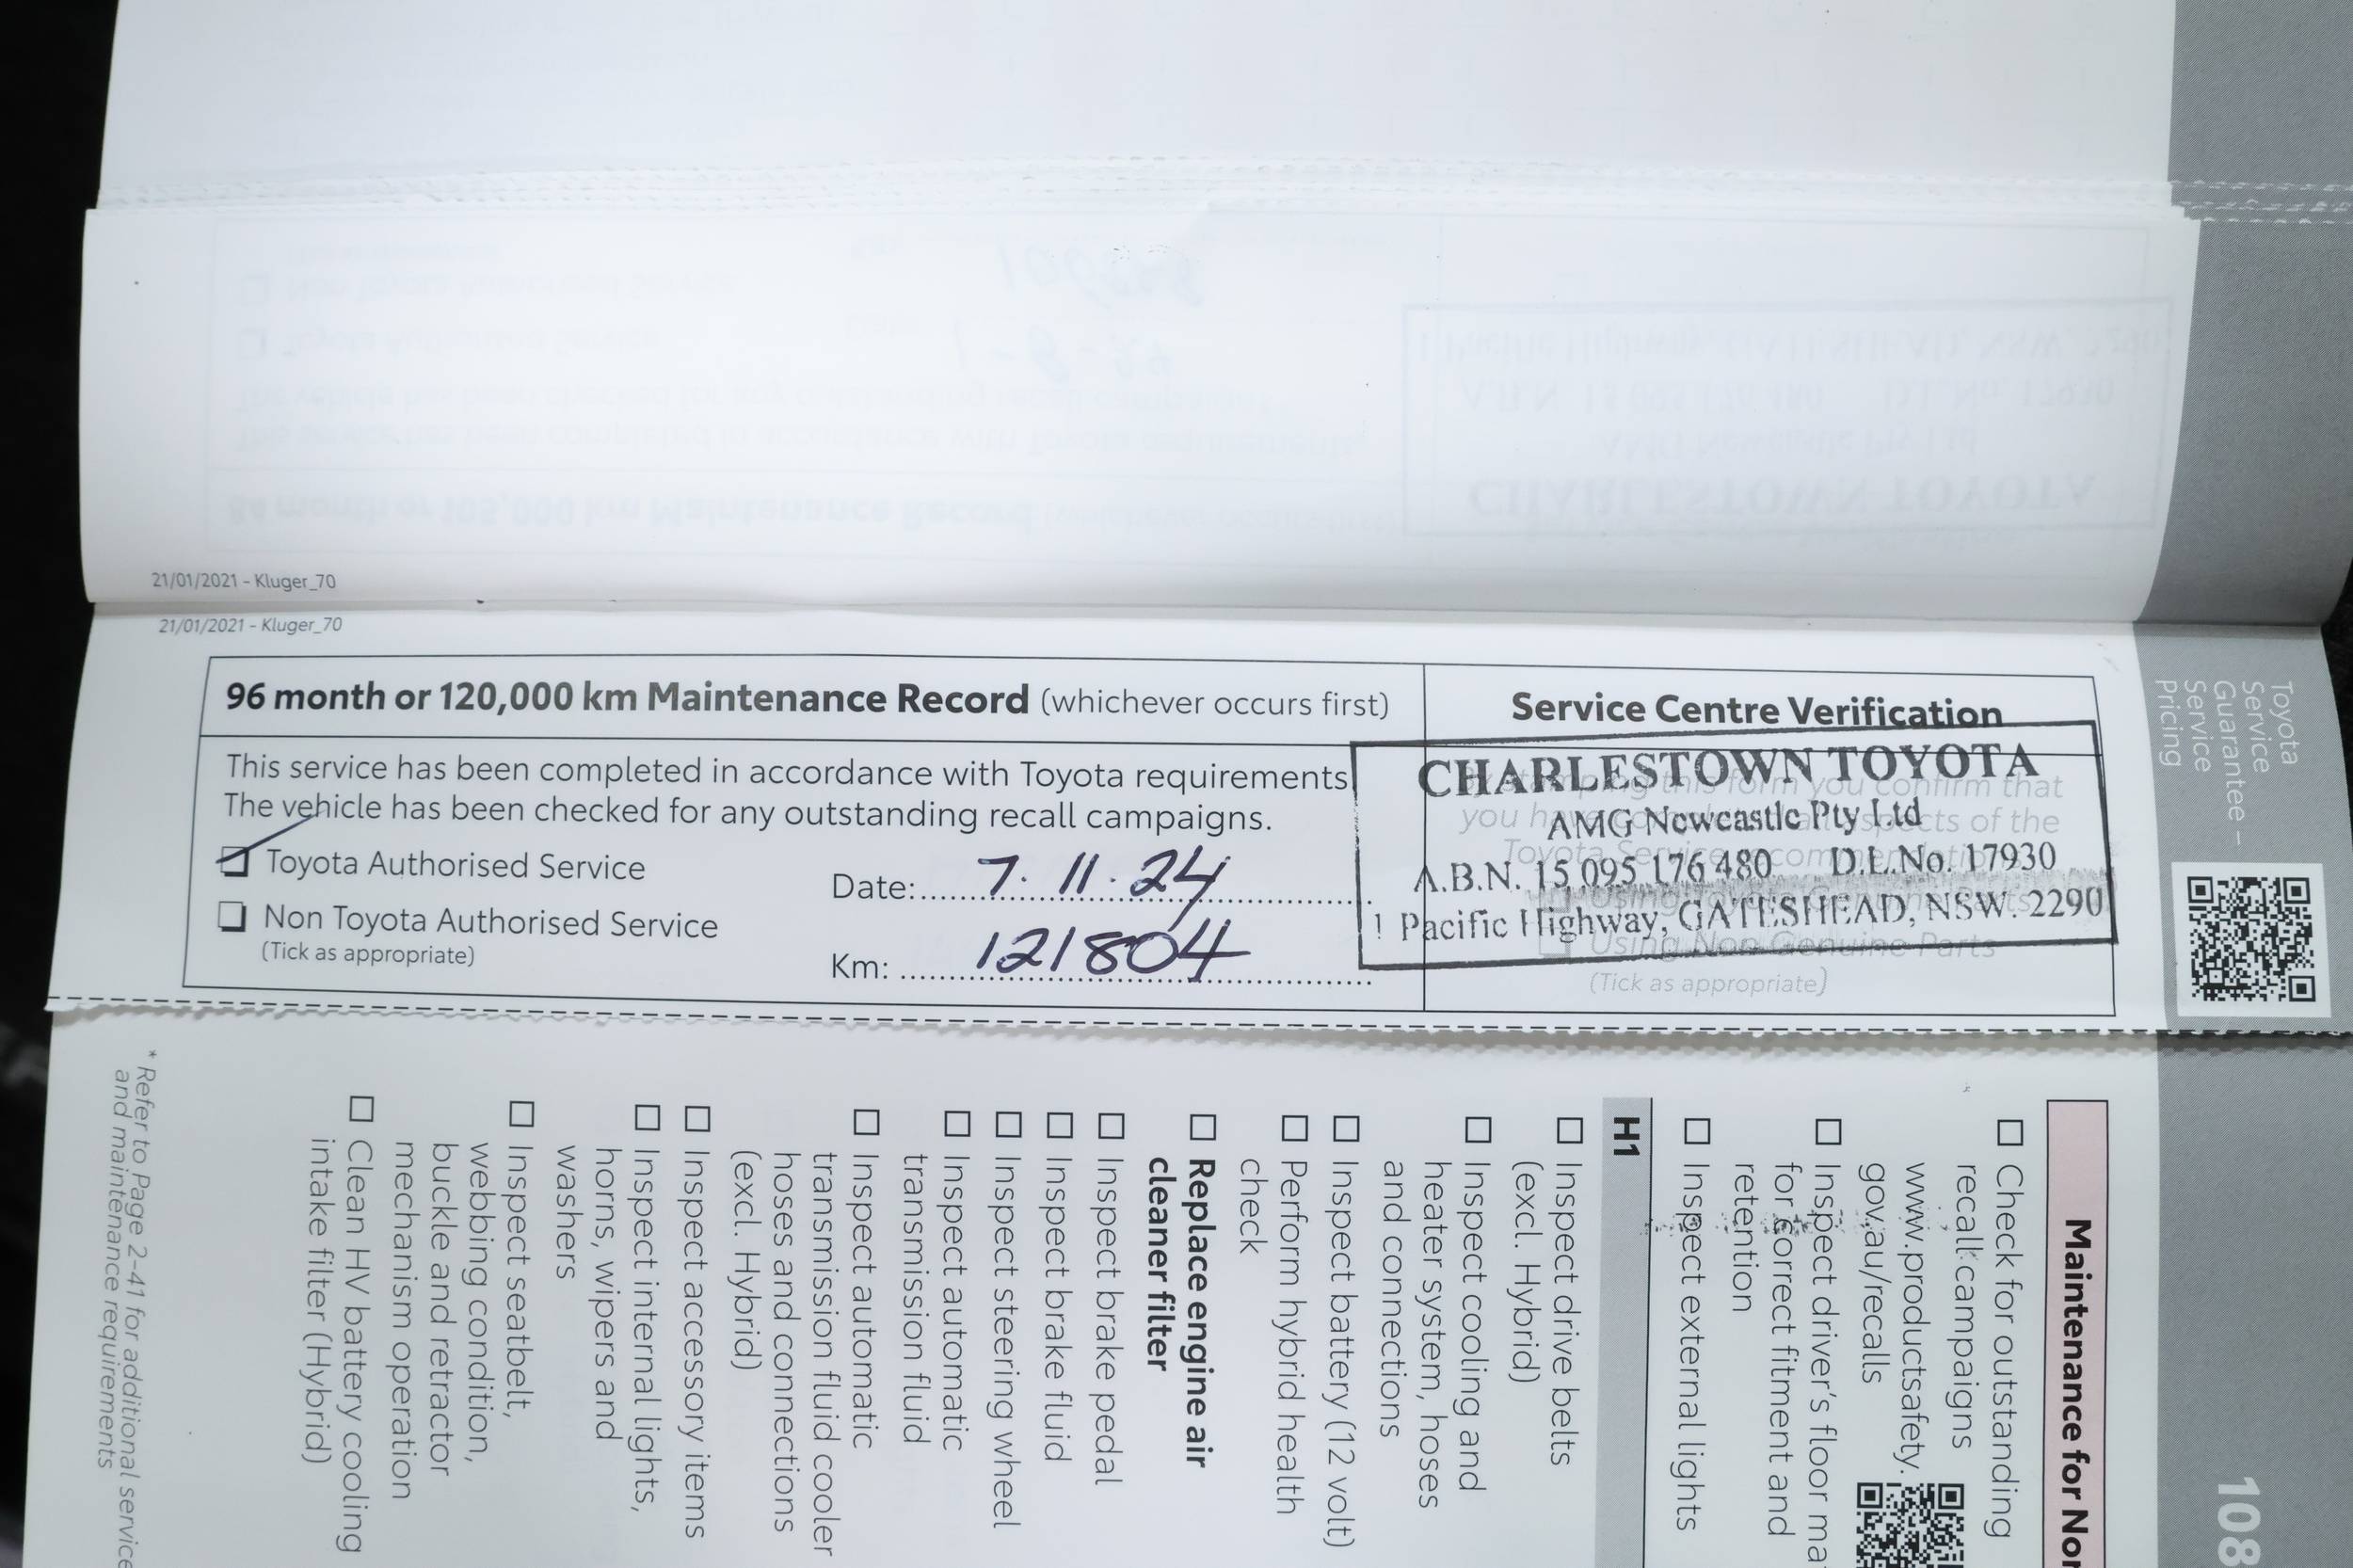 21/01/2021 - Kluger_70
21/01/2021 - Kluger_70
96 month or 120,000 km Maintenance Record (whichever occurs first)
This service has been completed in accordance with Toyota requirements
The vehicle has been checked for any outstanding recall campaigns.
Toyota Authorised Service
Non Toyota Authorised Service
(Tick as appropriate)
Date: 7.11.24
Km: 121804
Service Centre Verification
CHARLESTOWN TOYOTA
AMG Newcastle Pty Ltd
A.B.N. 15 095 176 480 D.L.No. 17930
1 Pacific Highway, GATESHEAD, NSW. 2290
this form you confirm that
of the
Using Non Genuine Parts
(Tick as appropriate)
Toyota
Service
Guarantee –
Service
Pricing
108
Maintenance for
Check for outstanding
recall campaigns
www.productsafety.
gov.au/recalls
Inspect driver's floor
for correct fitment and
retention
Inspect external lights
H1
Inspect drive belts
(excl. Hybrid)
Inspect cooling and
heater system, hoses
and connections
Inspect battery (12 volt)
Perform hybrid health
check
Replace engine air
cleaner filter
Inspect brake pedal
Inspect brake fluid
Inspect steering wheel
Inspect automatic
transmission fluid
Inspect automatic
transmission fluid cooler
hoses and connections
(excl. Hybrid)
Inspect accessory items
Inspect internal lights,
horns, wipers and
washers
Inspect seatbelt,
webbing condition,
buckle and retractor
mechanism operation
Clean HV battery cooling
intake filter (Hybrid)
*Refer to Page 2-41 for additional service
and maintenance requirements